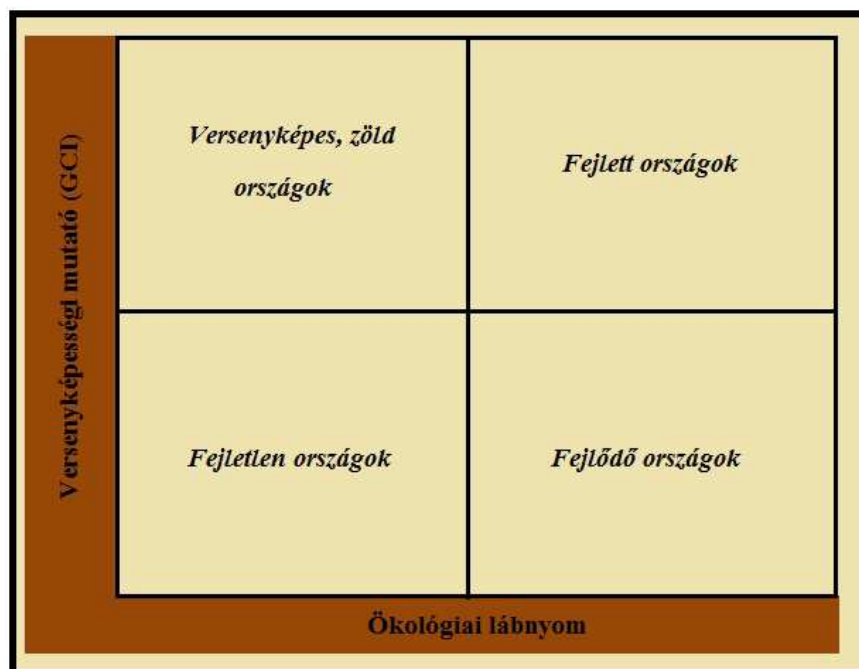 Versenyképességi mutató (GCI)
Versenyképes, zöld
országok
Fejlett országok
Fejletlen országok
Fejlődő országok
Ökológiai lábnyom